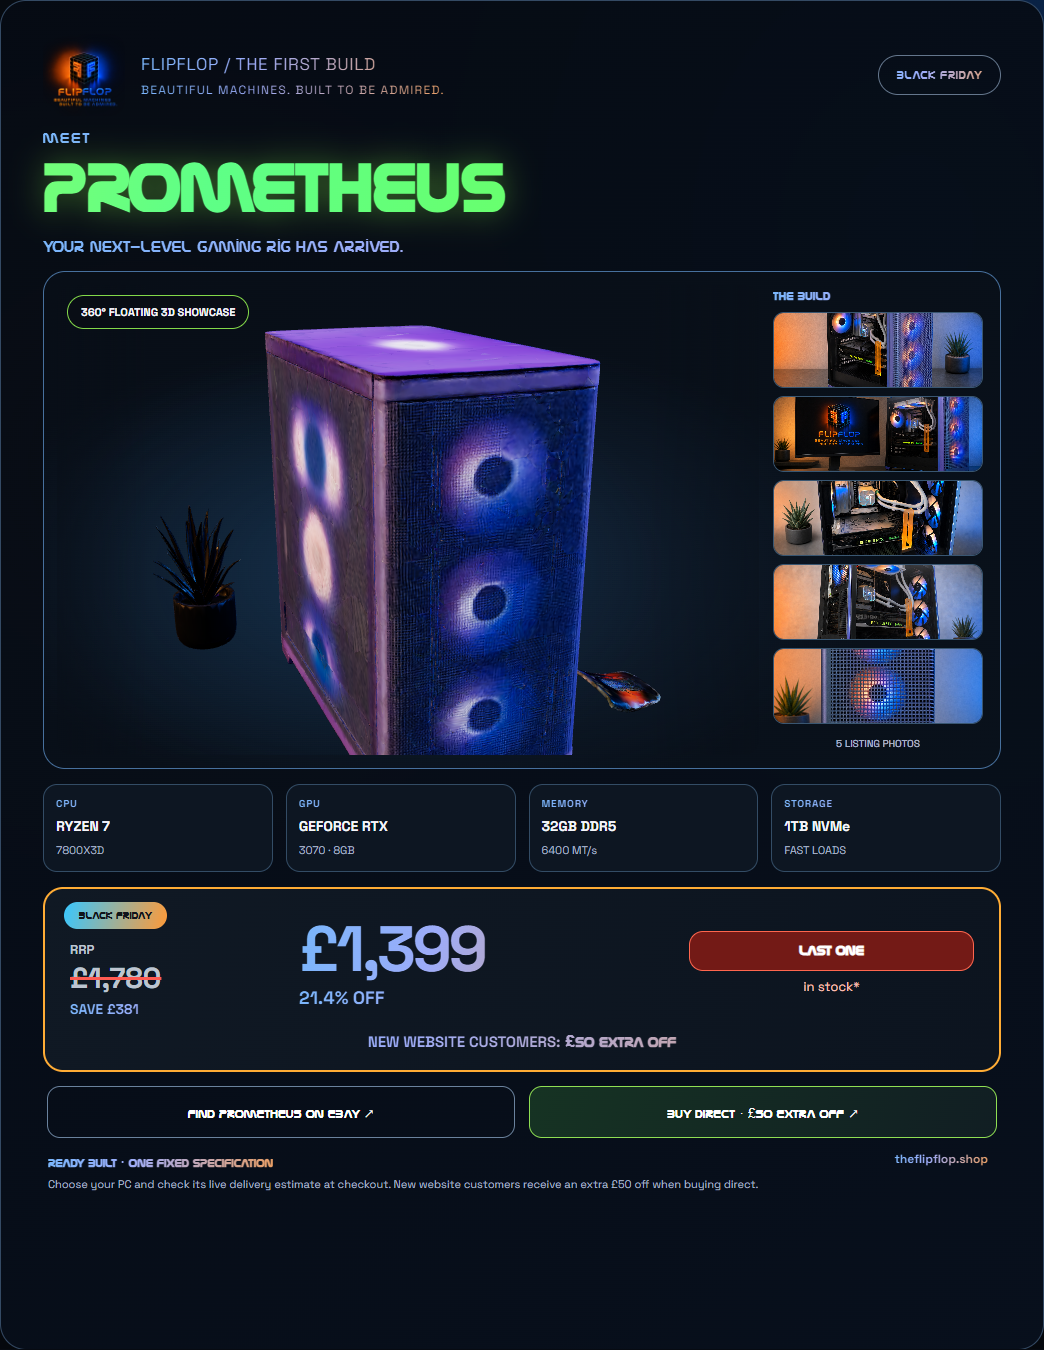 FLIPFLOP
FLIPFLOP / THE FIRST BUILD
BEAUTIFUL MACHINES. BUILT TO BE ADMIRED.
BLACK FRIDAY
MEET
PROMETHEUS
YOUR NEXT-LEVEL GAMING RIG HAS ARRIVED.
360° FLOATING 3D SHOWCASE
THE BUILD
FLIPFLOP
5 LISTING PHOTOS
CPU
RYZEN 7
7800X3D
GPU
GEFORCE RTX
3070 · 8GB
MEMORY
32GB DDR5
6400 MT/s
STORAGE
1TB NVMe
FAST LOADS
BLACK FRIDAY
RRP
£1,780
SAVE £381
£1,399
21.4% OFF
LAST ONE
in stock*
NEW WEBSITE CUSTOMERS: £50 EXTRA OFF
FIND PROMETHEUS ON EBAY ↗
BUY DIRECT · £50 EXTRA OFF ↗
READY BUILT · ONE FIXED SPECIFICATION
theflipflop.shop
Choose your PC and check its live delivery estimate at checkout. New website customers receive an extra £50 off when buying direct.